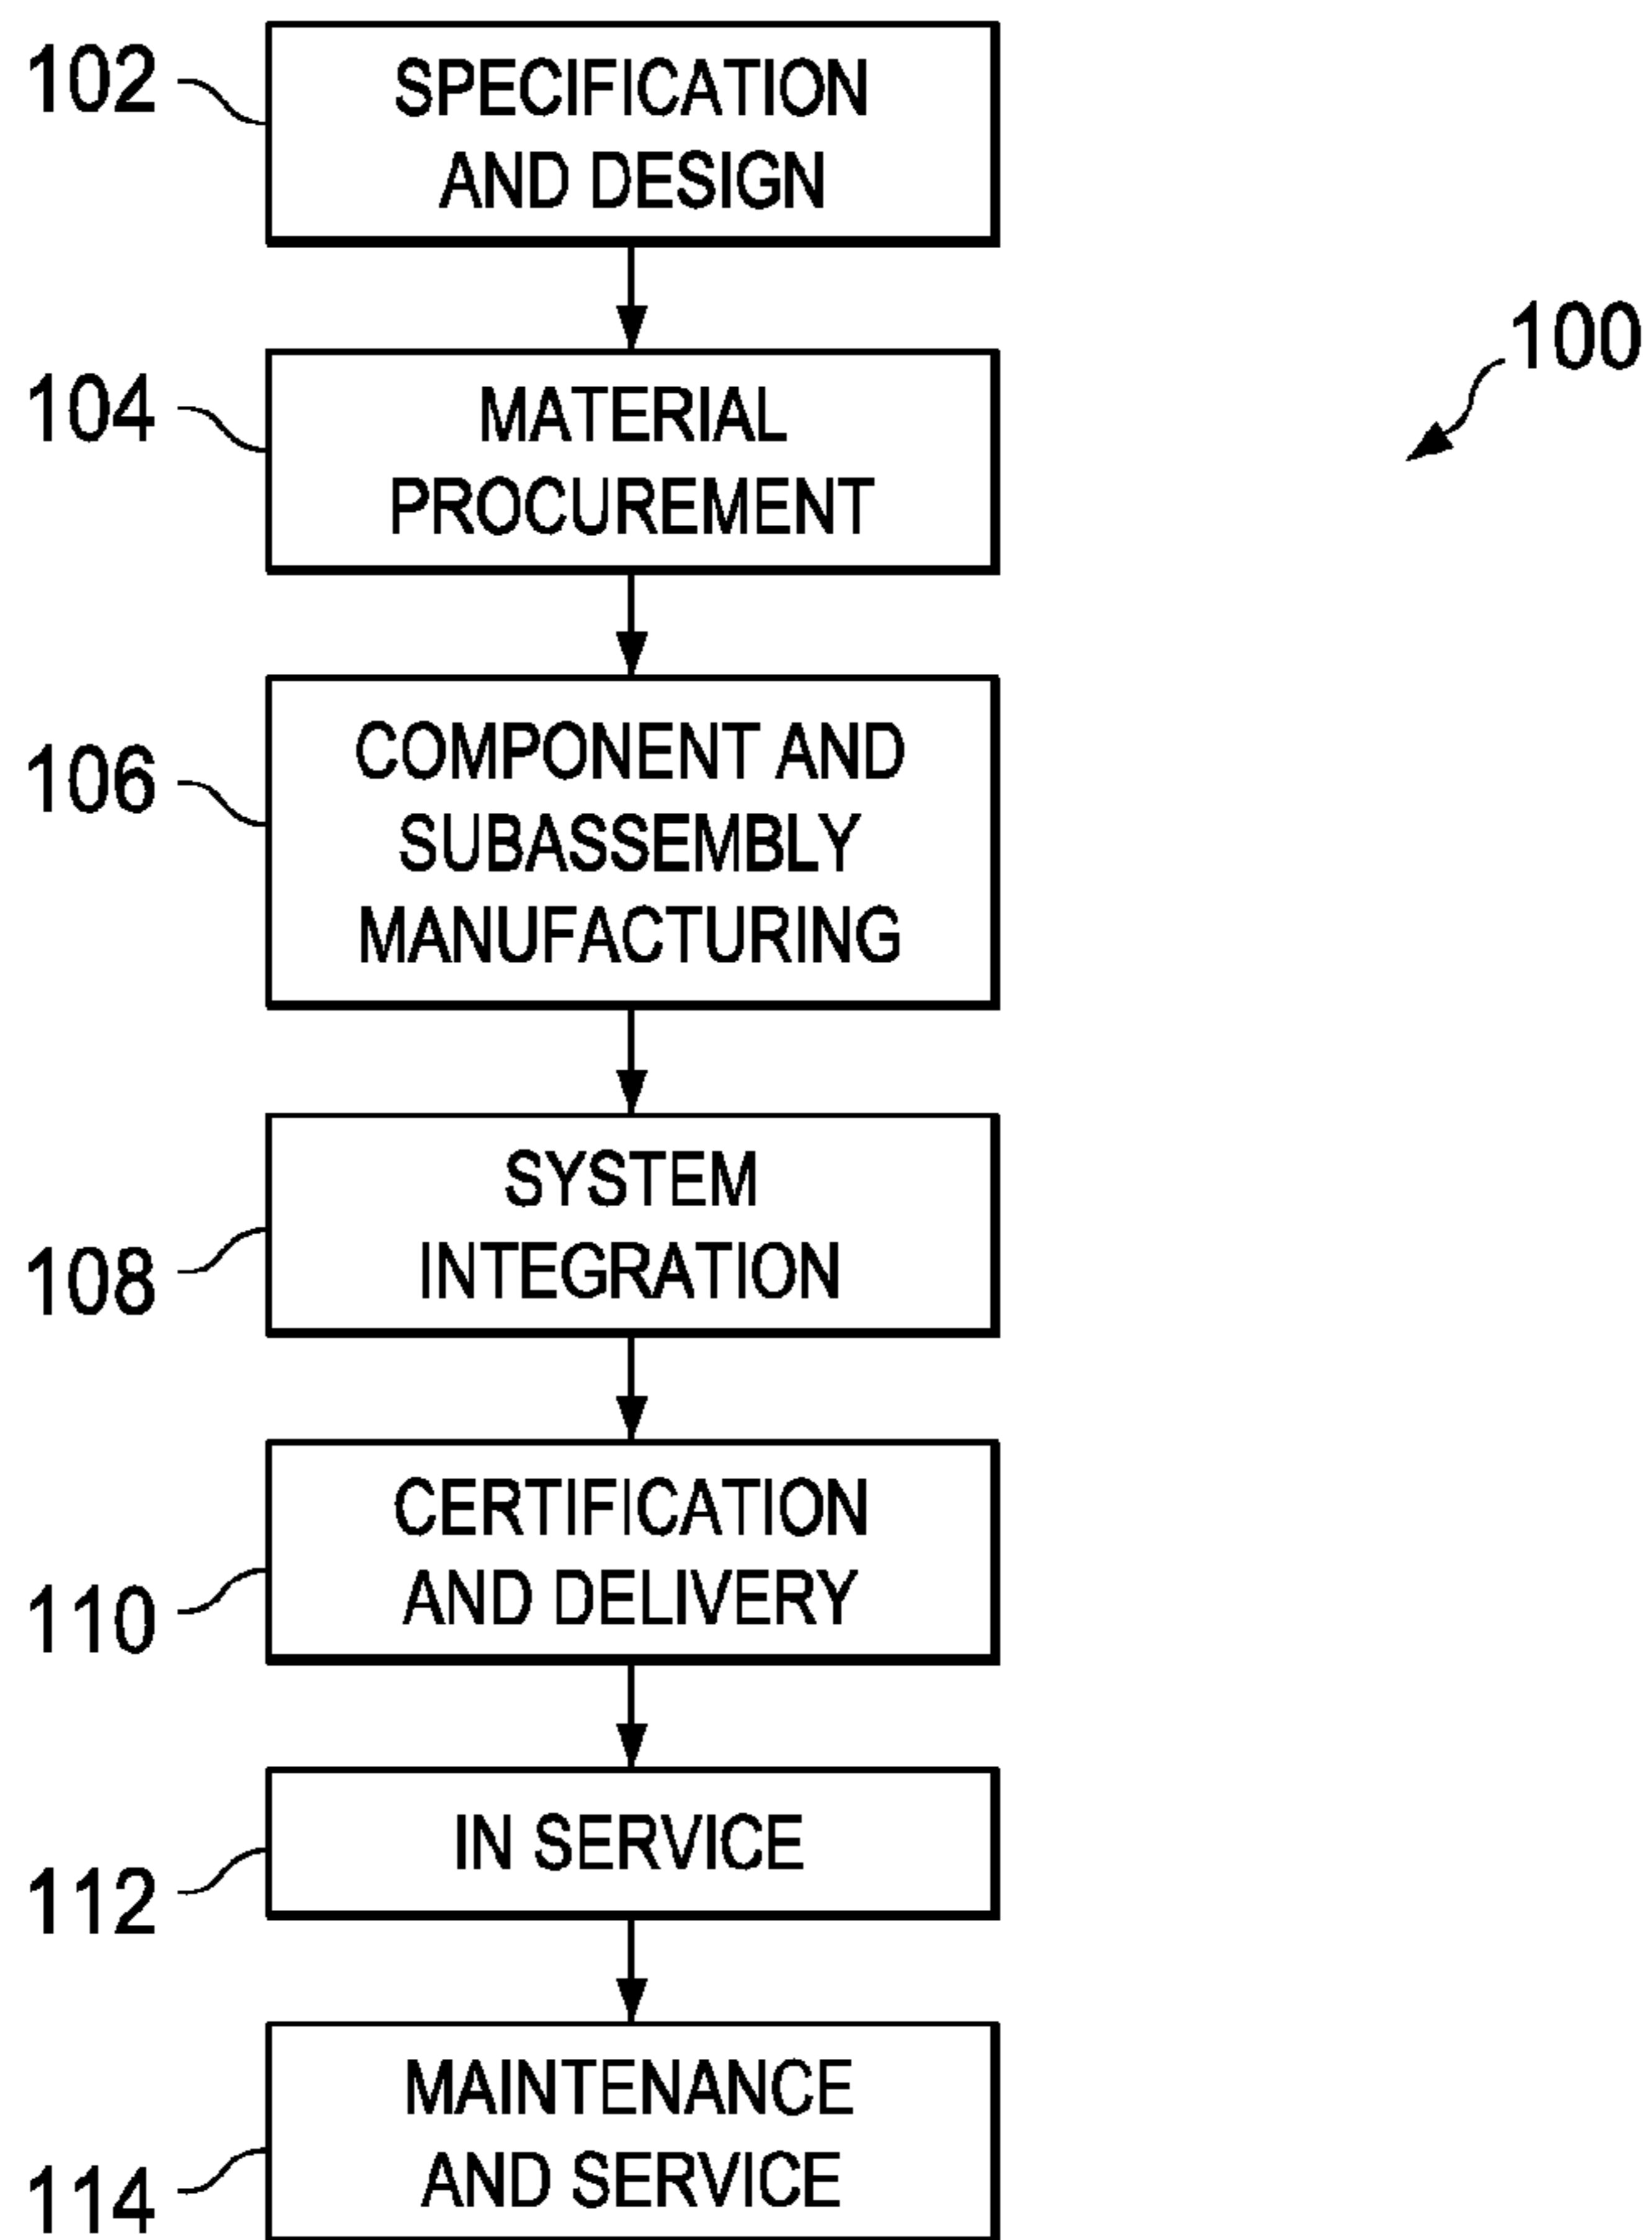 102
SPECIFICATION
AND DESIGN
100
104
MATERIAL
PROCUREMENT
106
COMPONENT AND
SUBASSEMBLY
MANUFACTURING
108
SYSTEM
INTEGRATION
110
CERTIFICATION
AND DELIVERY
112
IN SERVICE
114
MAINTENANCE
AND SERVICE